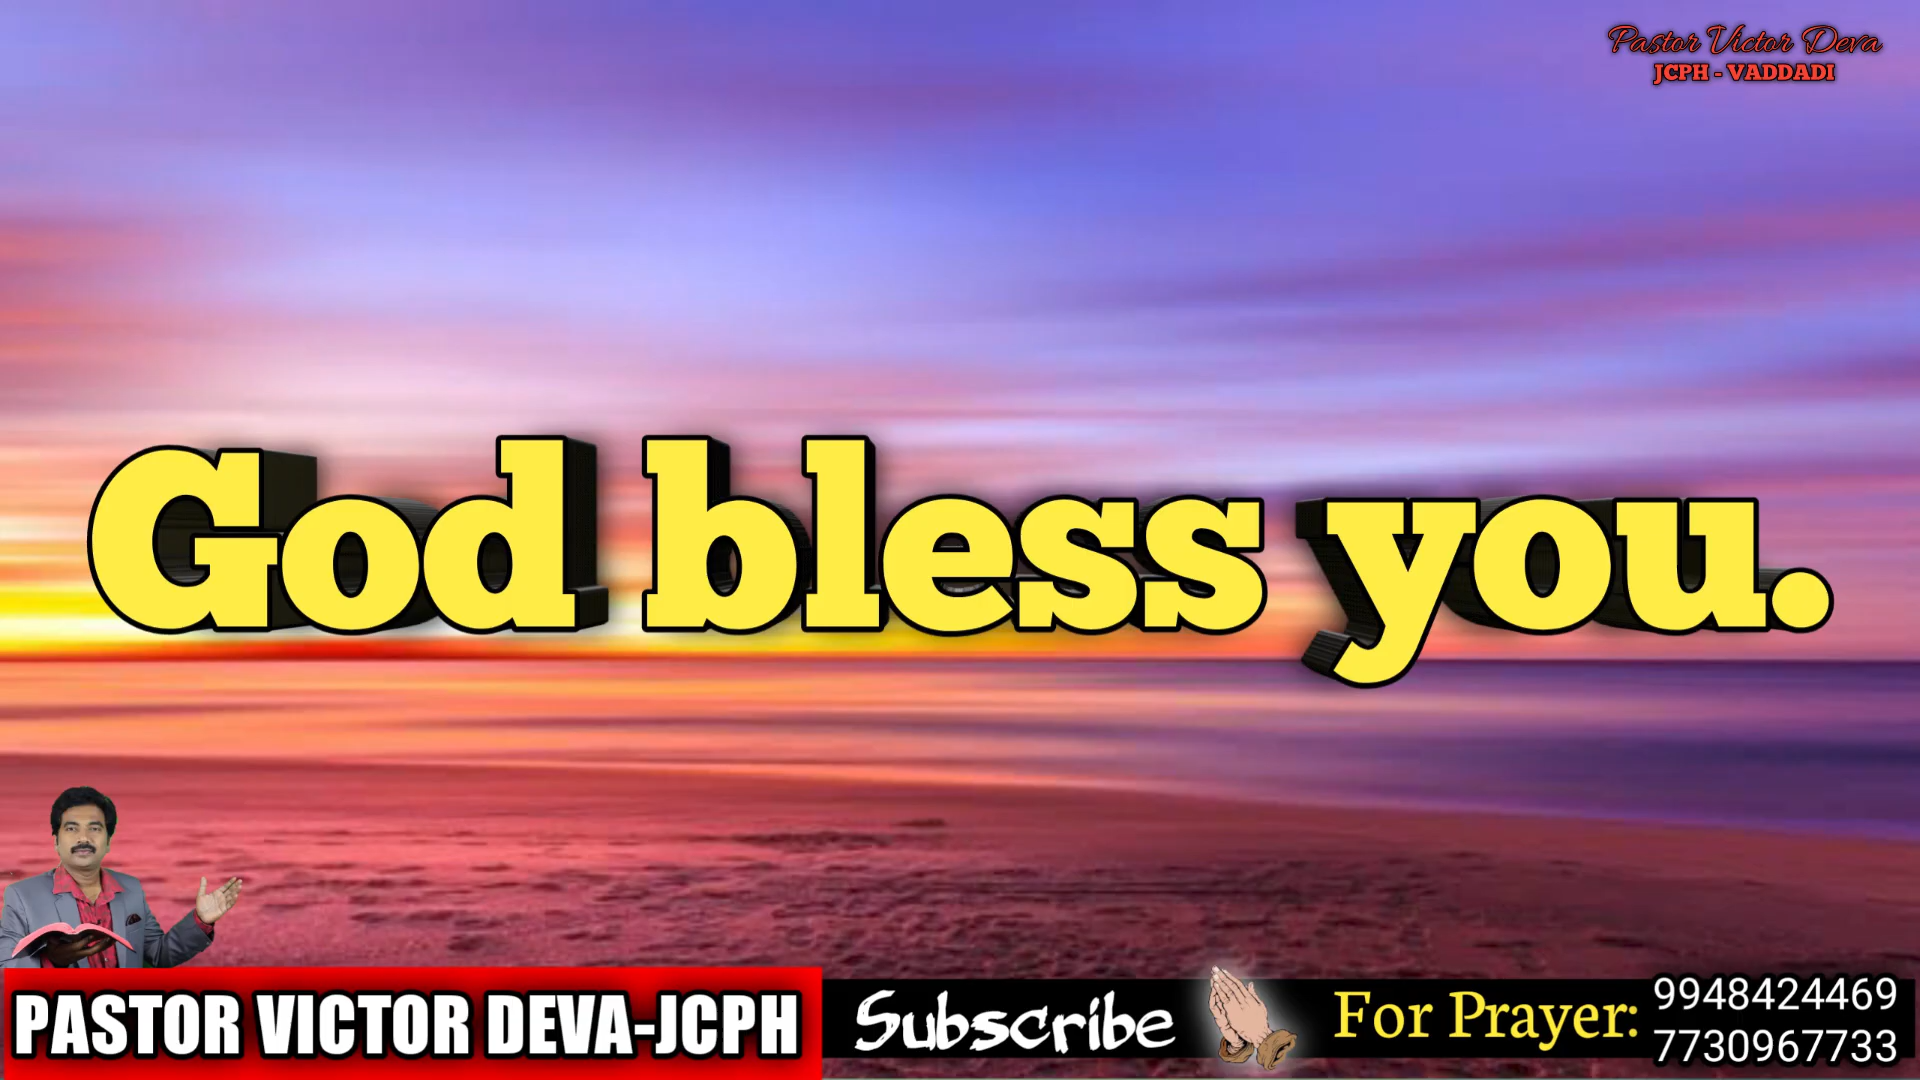 Pastor Victor Deva
JCPH - VADDADI
God bless you.
PASTOR VICTOR DEVA-JCPH
Subscribe
For Prayer:
9948424469
7730967733